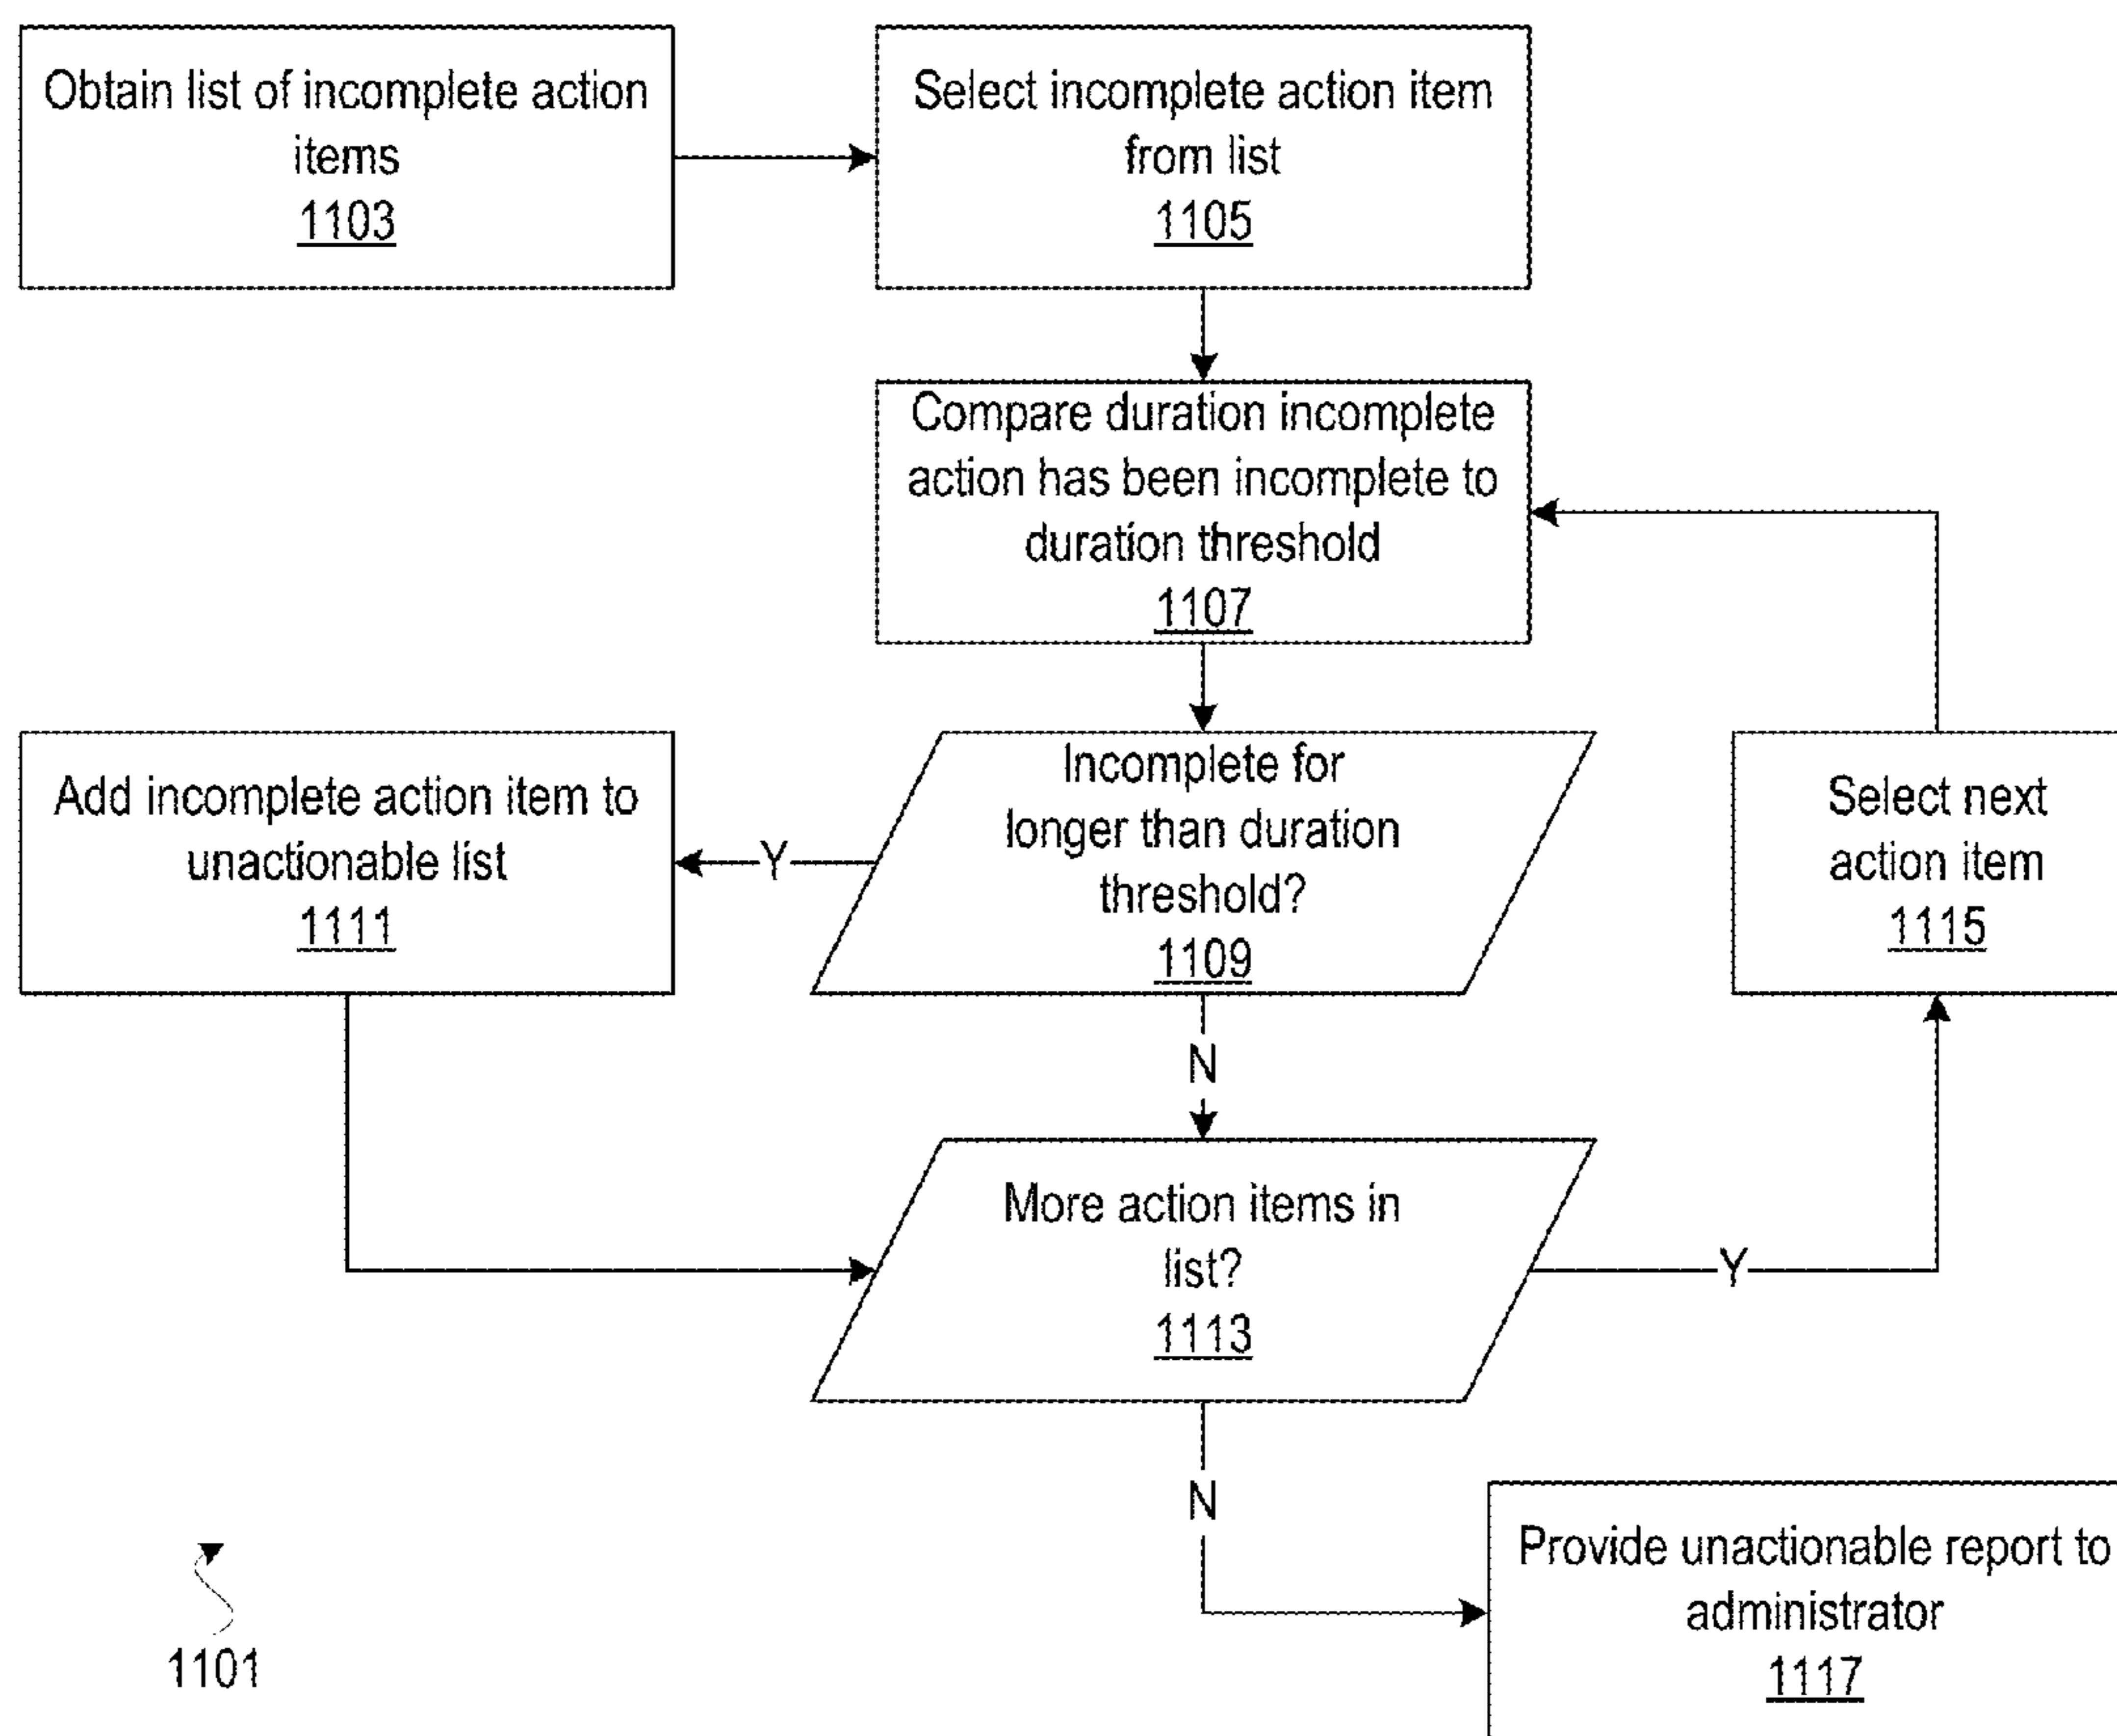 Obtain list of incomplete action
items
1103
Select incomplete action item
from list
1105
Compare duration incomplete
action has been incomplete to
duration threshold
1107
Add incomplete action item to
unactionable list
1111
Y
Incomplete for
longer than duration
threshold?
1109
Select next
action item
1115
N
More action items in
list?
1113
Y
N
Provide unactionable report to
administrator
1117
1101